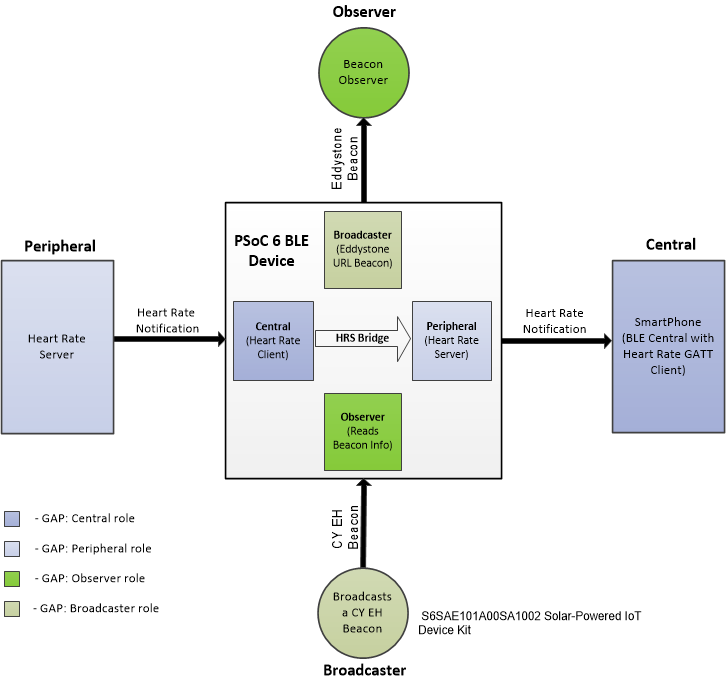 Observer
Beacon
Observer
Eddystone
Beacon
Peripheral
Heart Rate
Server
Heart Rate
Notification
PSoC 6 BLE
Device
Broadcaster
(Eddystone
URL Beacon)
Central
(Heart Rate
Client)
HRS Bridge
Peripheral
(Heart Rate
Server)
Observer
(Reads
Beacon Info)
Heart Rate
Notification
Central
SmartPhone
(BLE Central with
Heart Rate GATT
Client)
CY EH
Beacon
Broadcasts
a CY EH
Beacon
Broadcaster
S6SAE101A00SA1002 Solar-Powered IoT
Device Kit
- GAP: Central role
- GAP: Peripheral role
- GAP: Observer role
- GAP: Broadcaster role